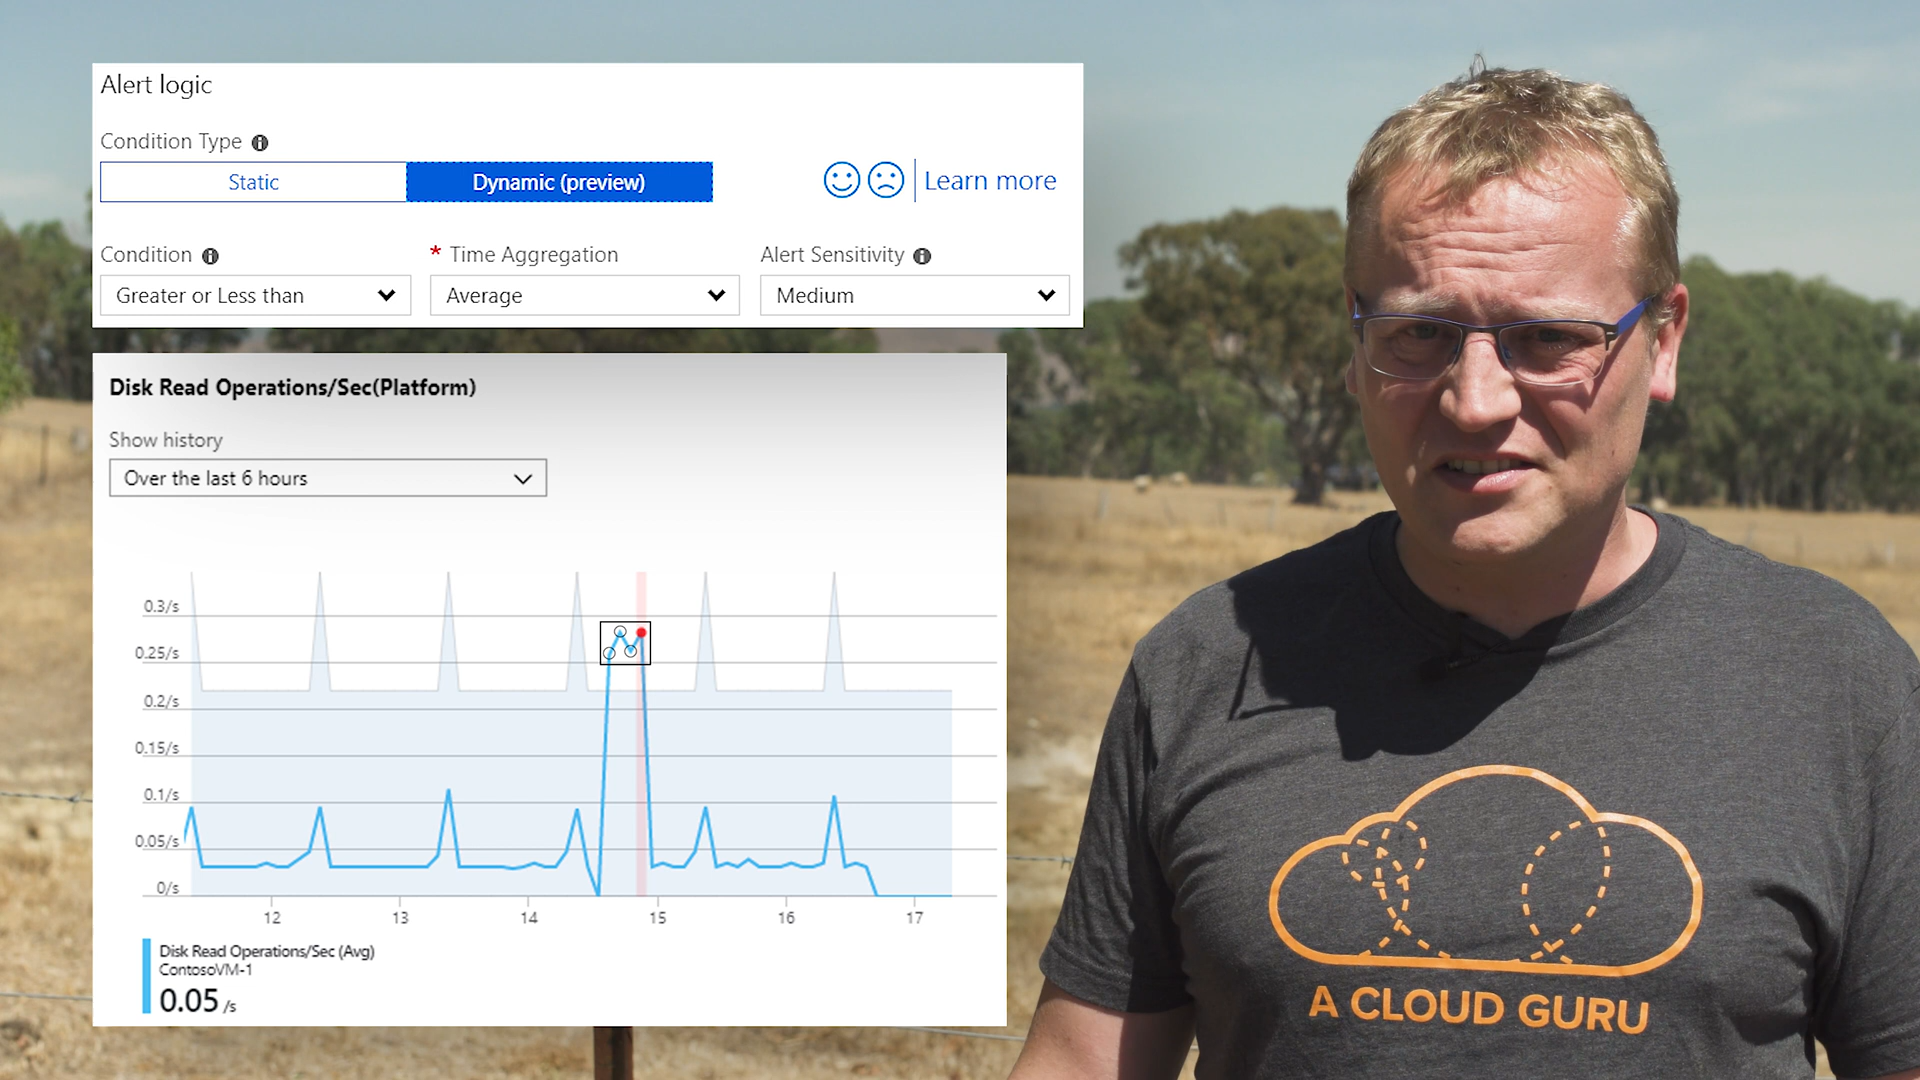 Alert logic
Condition Type
Static Dynamic (preview) Learn more
Condition * Time Aggregation Alert Sensitivity
Greater or Less than Average Medium
Disk Read Operations/Sec(Platform)
Show history
Over the last 6 hours
0.3/s
0.25/s
0.2/s
0.15/s
0.1/s
0.05/s
0/s
12 13 14 15 16 17
Disk Read Operations/Sec (Avg)
ContosoVM-1
0.05 /s
A CLOUD GURU